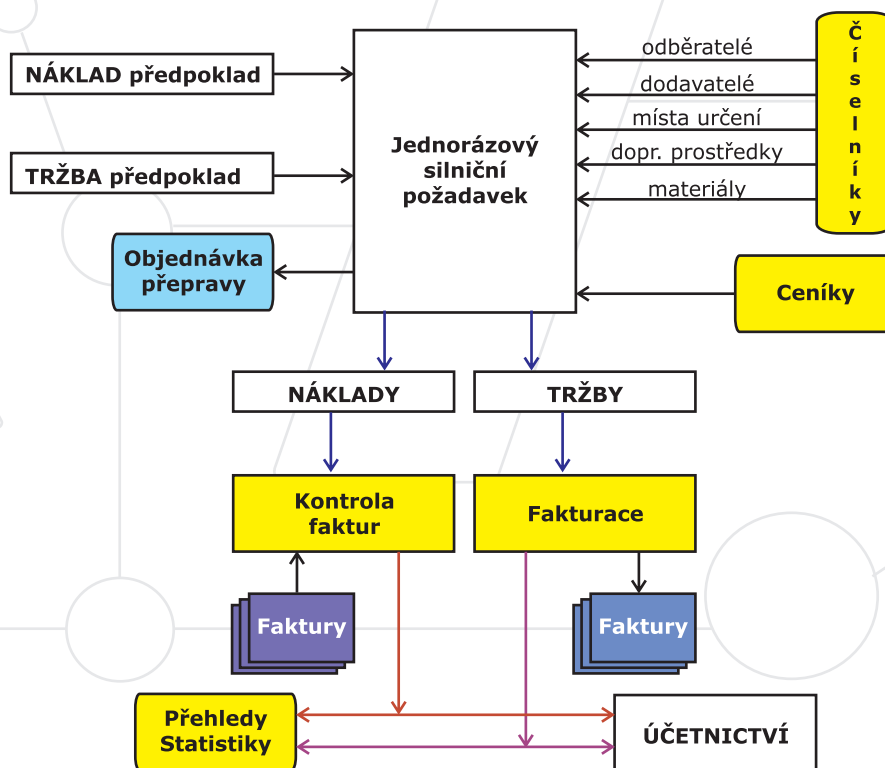 NÁKLAD předpoklad
TRŽBA předpoklad
Objednávka
přepravy
Jednorázový
silniční
požadavek
odběratelé
dodavatelé
místa určení
dopr. prostředky
materiály
Číselníky
Ceníky
NÁKLADY
TRŽBY
Kontrola
faktur
Fakturace
Faktury
Faktury
Přehledy
Statistiky
ÚČETNICTVÍ